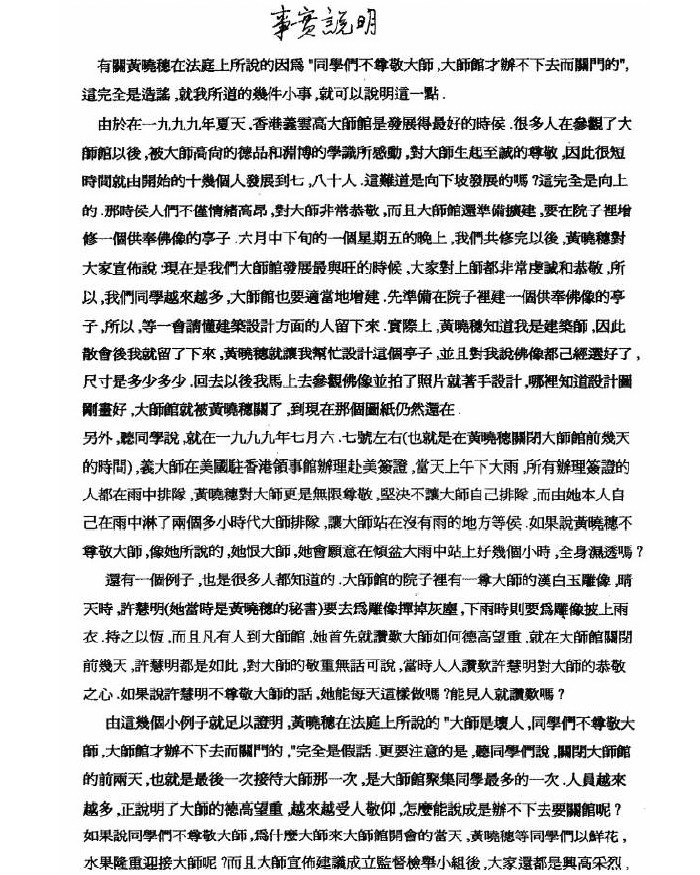 事實說明
有關黃曉穗在法庭上所說的因爲"同學們不尊敬大師,大師館才辦不下去而關門的",
這完全是造謠,就我所道的幾件小事,就可以說明這一點.
由於在一九九九年夏天,香港義雲高大師館是發展得最好的時侯.很多人在參觀了大
師館以後,被大師高尙的德品和淵博的學識所感動,對大師生起至誠的尊敬,因此很短
時間就由開始的十幾個人發展到七,八十人.這難道是向下坡發展的嗎?這完全是向上
的.那時侯人們不僅情緒高昂,對大師非常恭敬,而且大師館還準備擴建,要在院子裡增
修一個供奉佛像的亭子.六月中下旬的一個星期五的晚上,我們共修完以後,黃曉穗對
大家宣佈說:現在是我們大師館發展最興旺的時候,大家對上師都非常虔誠和恭敬,所
以,我們同學越來越多,大師館也要適當地增建.先準備在院子裡建一個供奉佛像的亭
子,所以,等一會請懂建築設計方面的人留下來.實際上,黃曉穗知道我是建築師,因此
散會後我就留了下來,黃曉穗就讓我幫忙設計這個亭子,並且對我說佛像都己經選好了,
尺寸是多少多少.回去以後我馬上去參觀佛像並拍了照片就著手設計,哪裡知道設計圖
剛畫好,大師館就被黃曉穗關了,到現在那個圖紙仍然還在.
另外,聽同學說,就在一九九九年七月六.七號左右(也就是在黃曉穗關閉大師館前幾天
的時間),義大師在美國駐香港領事館辦理赴美簽證,當天上午下大雨,所有辦理簽證的
人都在雨中排隊,黃曉穗對大師更是無限尊敬,堅決不讓大師自己排隊,而由她本人自
己在雨中淋了兩個多小時代大師排隊,讓大師站在沒有雨的地方等侯.如果說黃曉穗不
尊敬大師,像她所說的,她恨大師,她會願意在傾盆大雨中站上好幾個小時,全身濕透嗎?
還有一個例子,也是很多人都知道的.大師館的院子裡有一尊大師的漢白玉雕像,晴
天時,許慧明(她當時是黃曉穗的秘書)要去爲雕像撣掉灰塵,下雨時則要爲雕像披上雨
衣.持之以恆.而且凡有人到大師館,她首先就讚歎大師如何德高望重.就在大師館關閉
前幾天,許慧明都是如此,對大師的敬重無話可說,當時人人讚歎許慧明對大師的恭敬
之心.如果說許慧明不尊敬大師的話,她能每天這樣做嗎?能見人就讚歎嗎?
由這幾個小例子就足以證明,黃曉穗在法庭上所說的"大師是壞人,同學們不尊敬大
師,大師館才辦不下去而關門的,"完全是假話.更要注意的是,聽同學們說,關閉大師館
的前兩天,也就是最後一次接待大師那一次,是大師館聚集同學最多的一次.人員越來
越多,正說明了大師的德高望重,越來越受人敬仰,怎麼能說成是辦不下去要關館呢?
如果說同學們不尊敬大師,爲什麼大師來大師館開會的當天,黃曉穗等同學們以鮮花,
水果隆重迎接大師呢?而且大師宣佈建議成立監督檢舉小組後,大家還都是興高采烈,